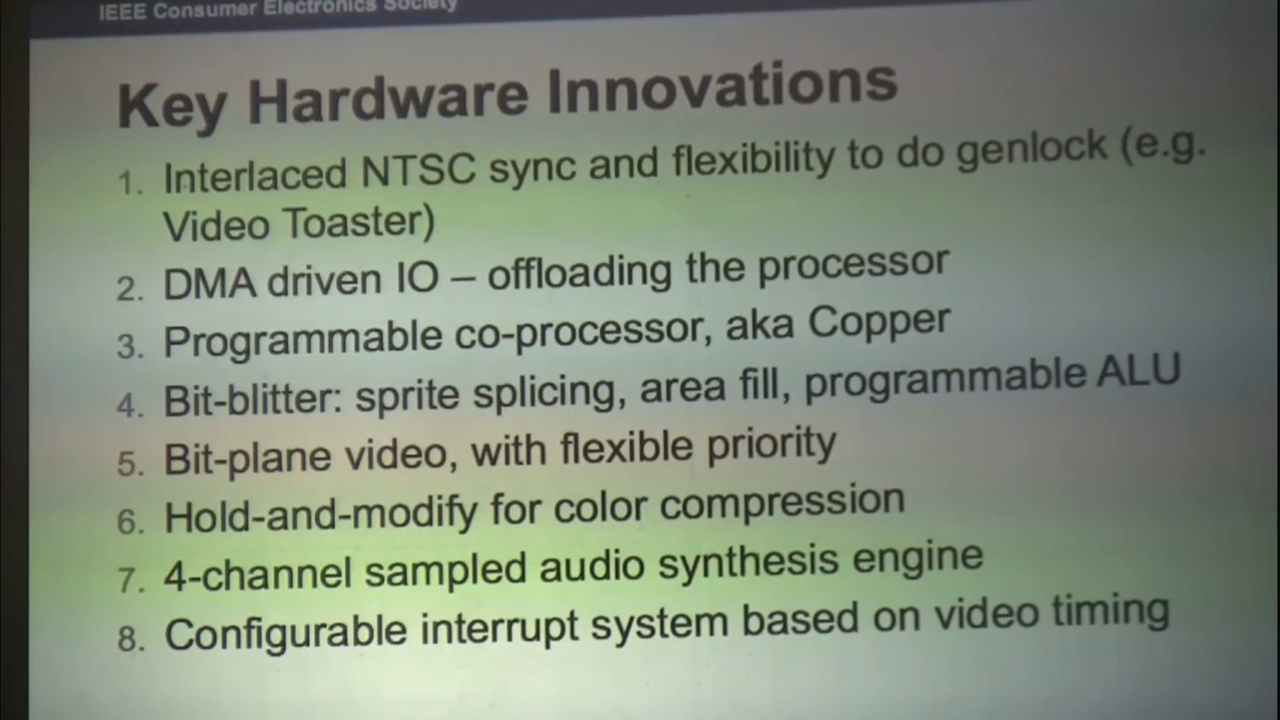 IEEE Consumer Electronics Society
Key Hardware Innovations
1. Interlaced NTSC sync and flexibility to do genlock (e.g.
Video Toaster)
2. DMA driven IO – offloading the processor
3. Programmable co-processor, aka Copper
4. Bit-blitter: sprite splicing, area fill, programmable ALU
5. Bit-plane video, with flexible priority
6. Hold-and-modify for color compression
7. 4-channel sampled audio synthesis engine
8. Configurable interrupt system based on video timing